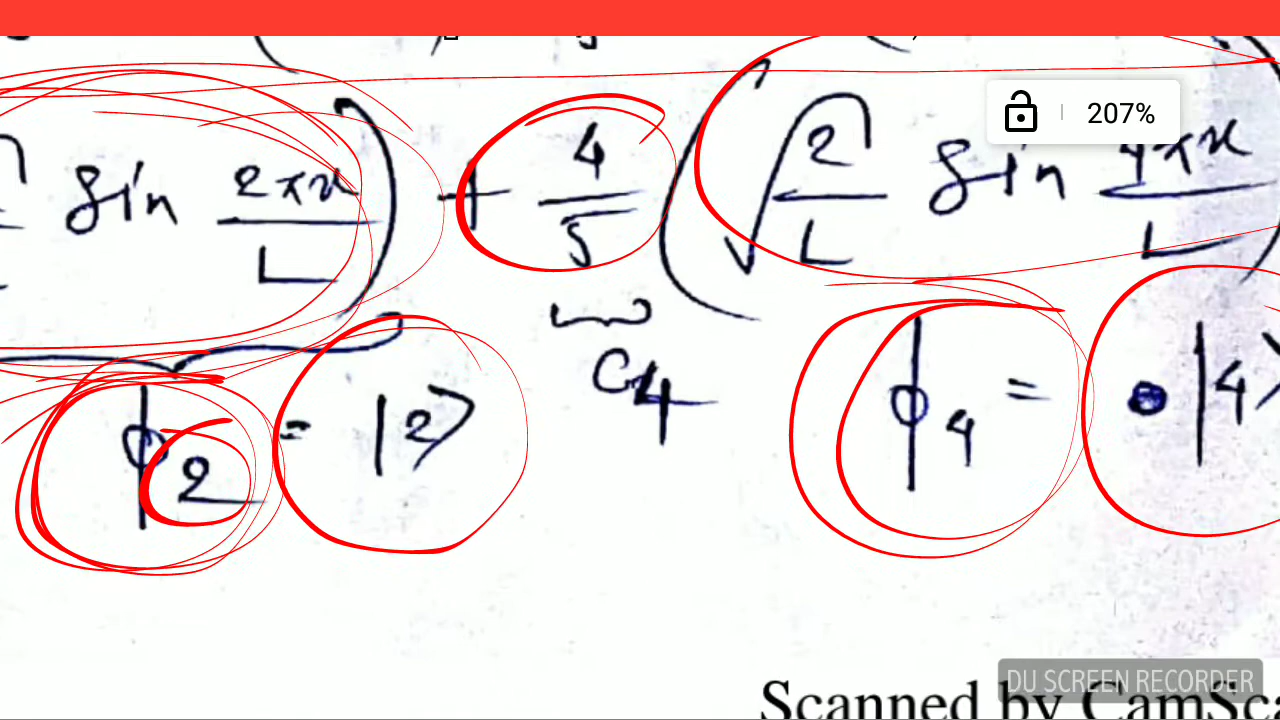 207%
sin 2πx/L ) + 4/5 ( √2/L sin 4πx/L
C4
ϕ2 = |2⟩ ϕ4 = |4⟩
Scanned by CamSca
DU SCREEN RECORDER